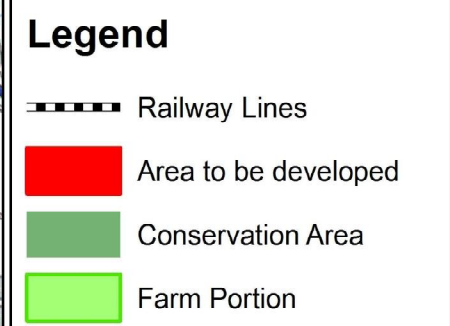 Legend
Railway Lines
Area to be developed
Conservation Area
Farm Portion